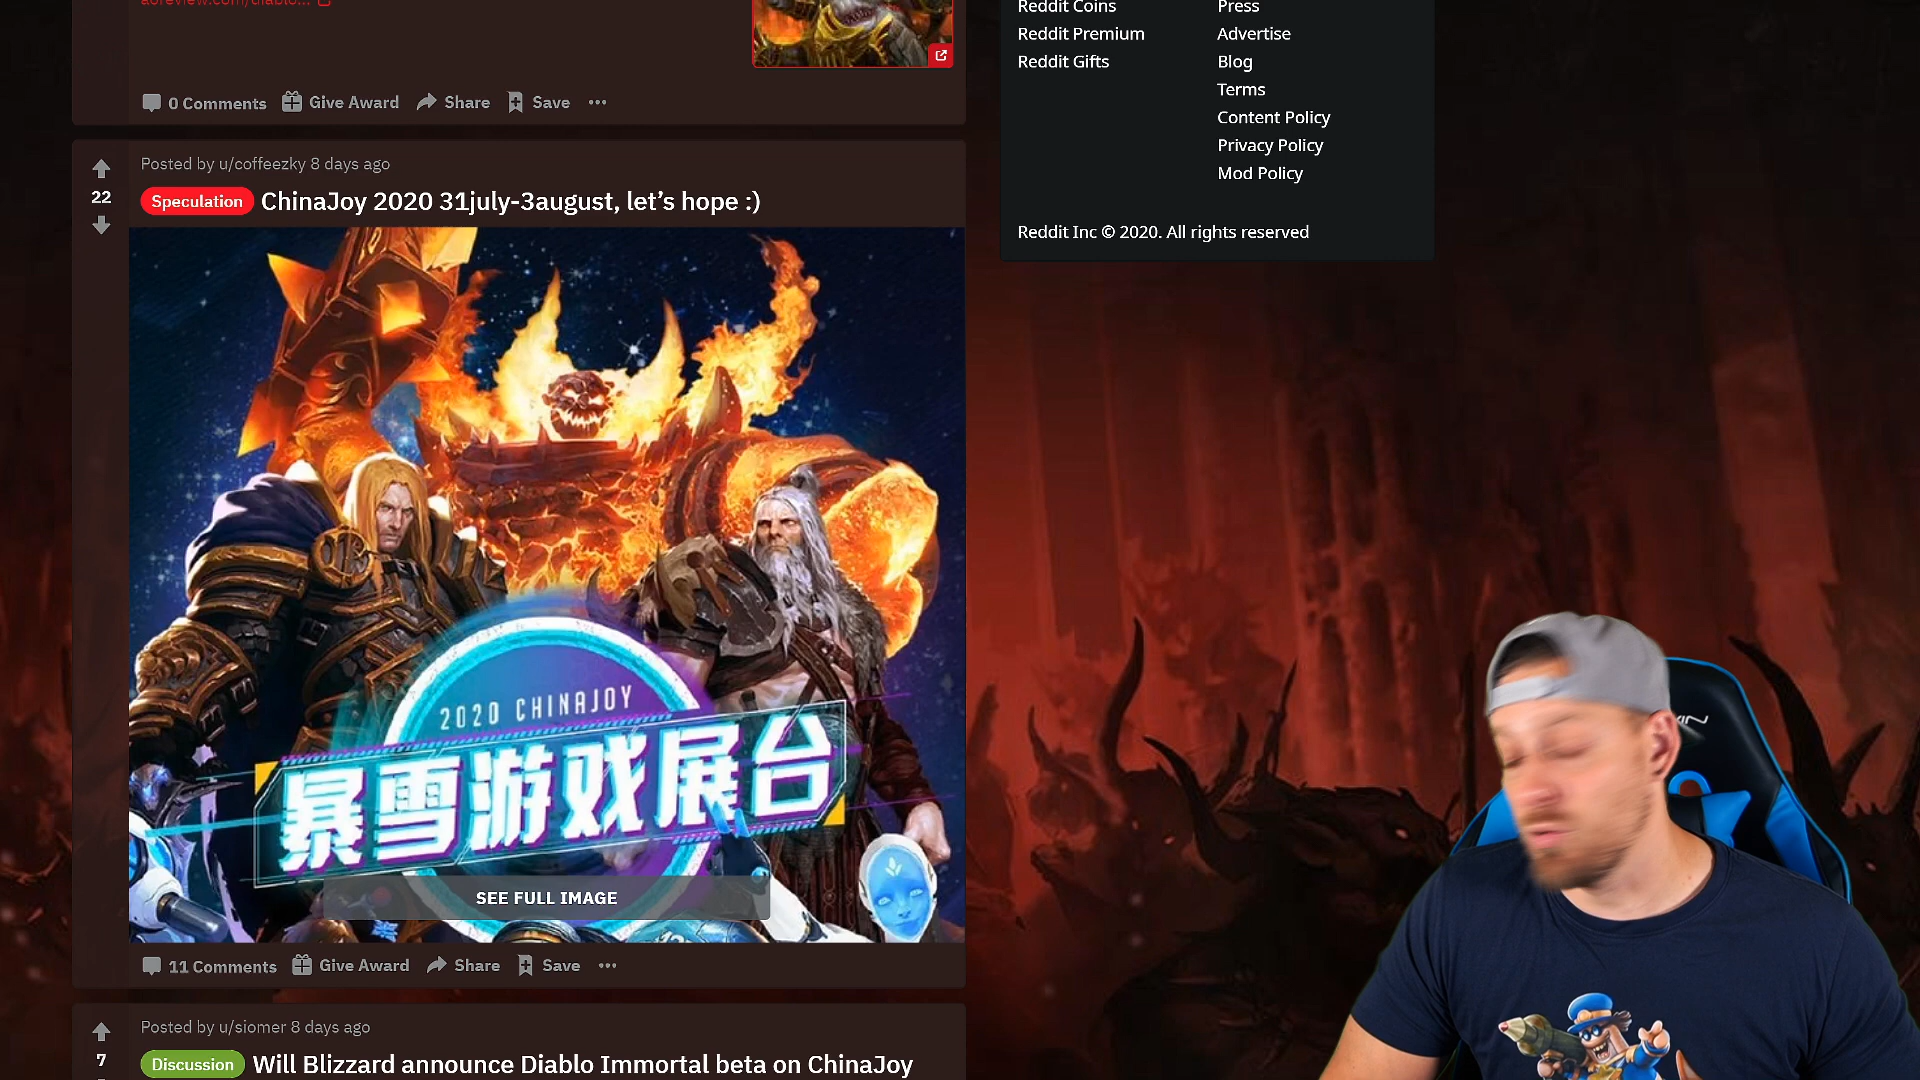 Reddit Coins
Press
Reddit Premium
Advertise
Reddit Gifts
Blog
Terms
Content Policy
Privacy Policy
Mod Policy
Reddit Inc © 2020. All rights reserved
0 Comments
Give Award
Share
Save
Posted by u/coffeezky 8 days ago
22
Speculation
ChinaJoy 2020 31july-3august, let’s hope :)
2020 CHINAJOY
暴雪游戏展台
SEE FULL IMAGE
11 Comments
Give Award
Share
Save
Posted by u/siomer 8 days ago
7
Discussion
Will Blizzard announce Diablo Immortal beta on ChinaJoy